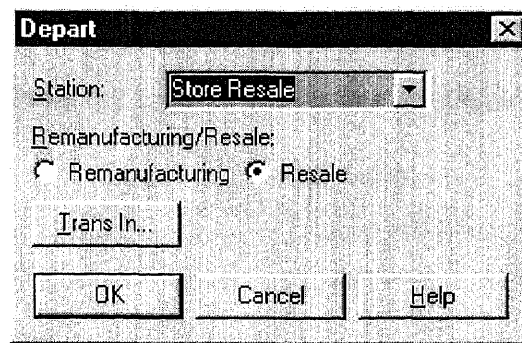 Depart
Station: Store Resale
Remanufacturing/Resale:
Remanufacturing Resale
Trans In...
OK Cancel Help